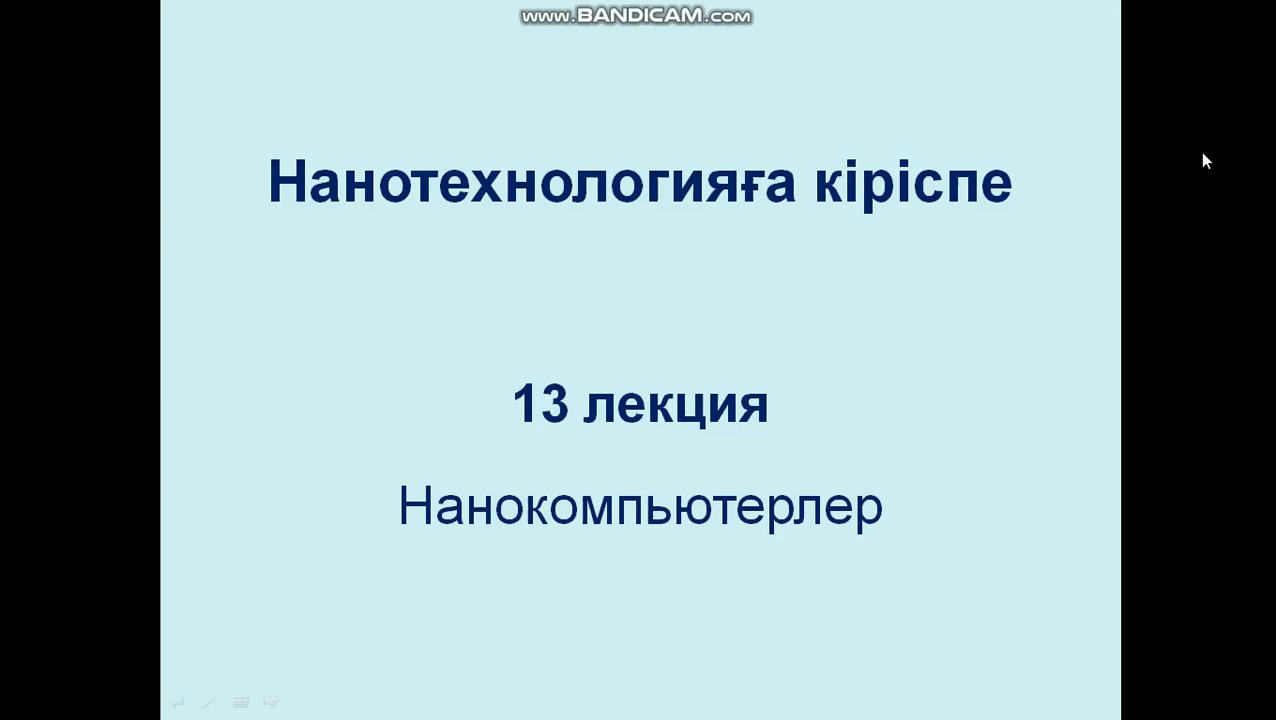 www.BANDICAM.com
Нанотехнологияға кіріспе
13 лекция
Нанокомпьютерлер